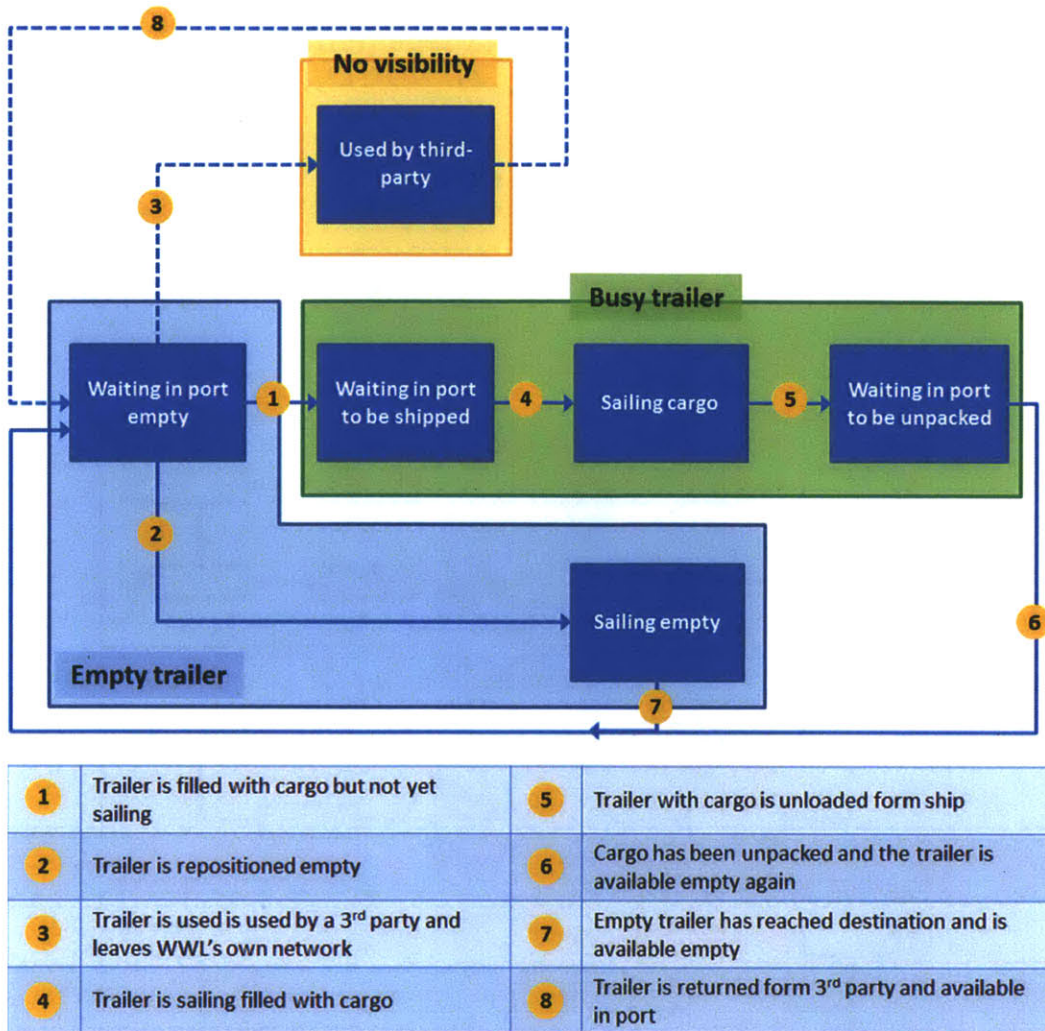 8
No visibility
Used by third-
party
3
Busy trailer
Waiting in port
empty
1
Waiting in port
to be shipped
4
Sailing cargo
5
Waiting in port
to be unpacked
2
Sailing empty
6
Empty trailer
7
1
Trailer is filled with cargo but not yet
sailing
5
Trailer with cargo is unloaded form ship
2
Trailer is repositioned empty
6
Cargo has been unpacked and the trailer is
available empty again
3
Trailer is used is used by a 3rd party and
leaves WWL's own network
7
Empty trailer has reached destination and is
available empty
4
Trailer is sailing filled with cargo
8
Trailer is returned form 3rd party and available
in port